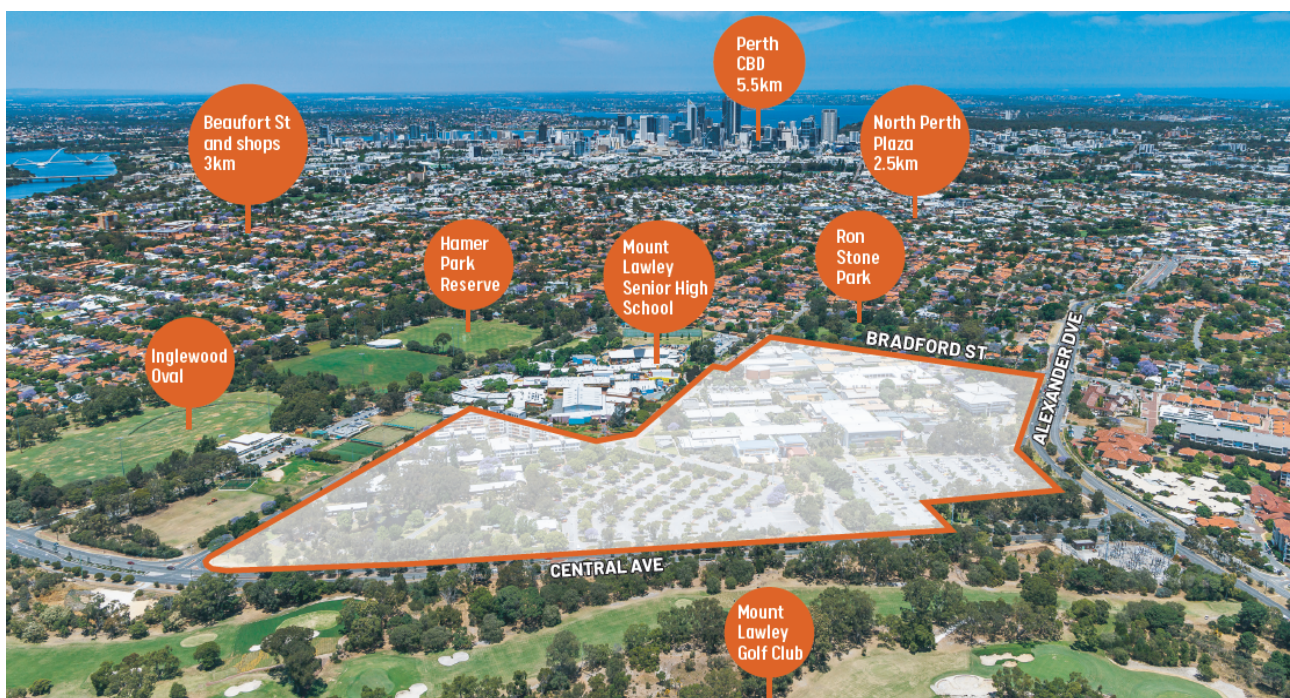 Perth
CBD
5.5km
Beaufort St
and shops
3km
North Perth
Plaza
2.5km
Hamer
Park
Reserve
Mount
Lawley
Senior High
School
Ron
Stone
Park
Inglewood
Oval
BRADFORD ST
ALEXANDER DVE
CENTRAL AVE
Mount
Lawley
Golf Club